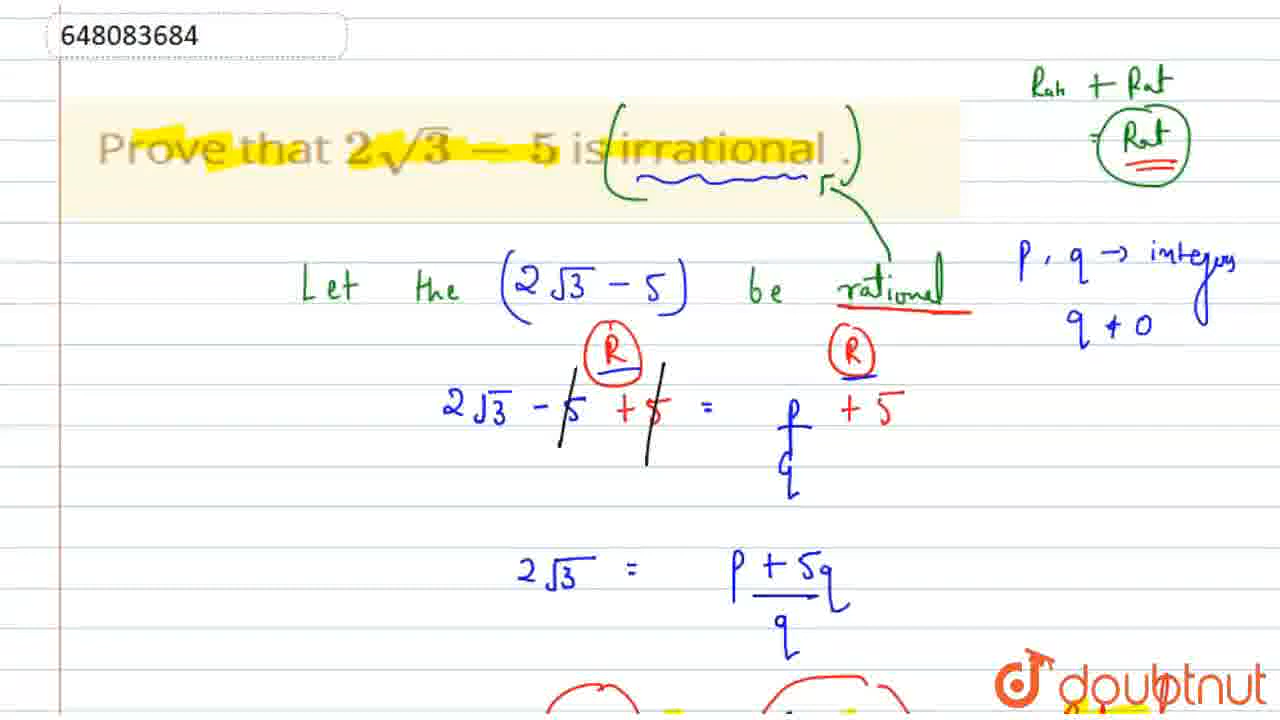 648083684
Rat + Rat
= Rat
Prove that 2√3 − 5 is irrational .
Let the (2√3 − 5) be rational
p, q → integers
q ≠ 0
R R
2√3 − 5 + 5 = p/q + 5
2√3 = (p + 5q)/q
doubtnut